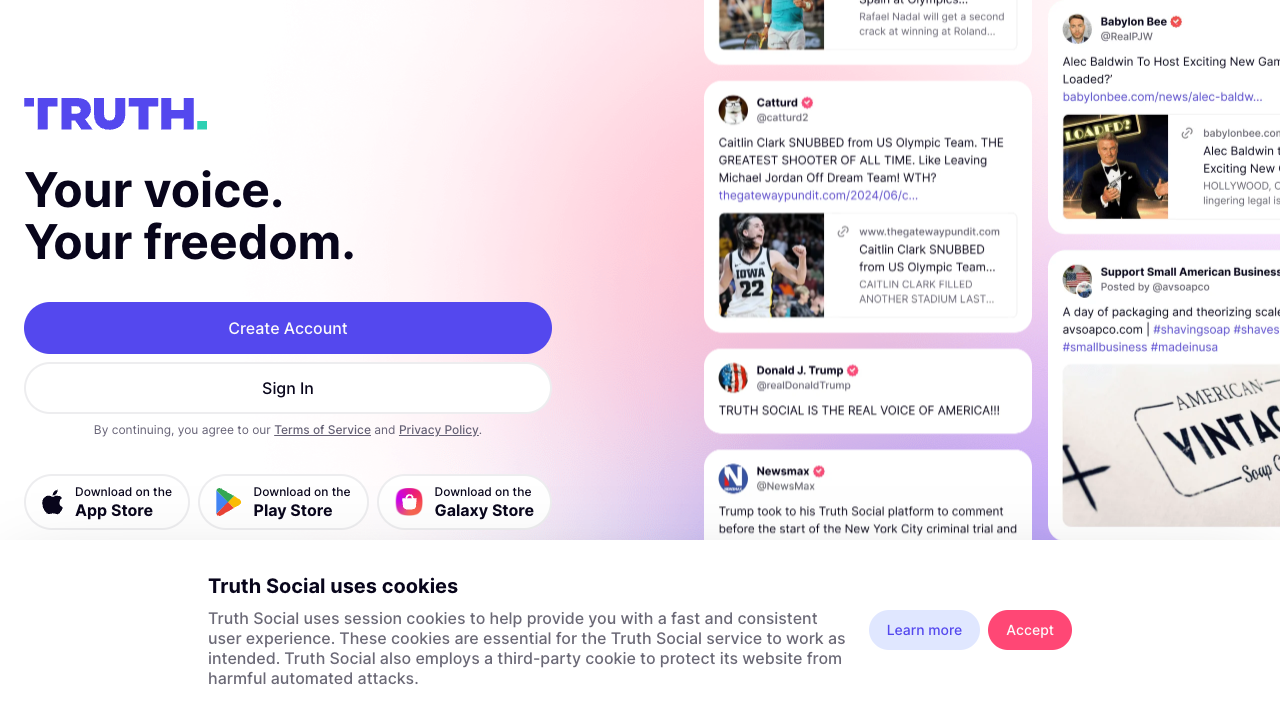 TRUTH.
Your voice.
Your freedom.
Create Account
Sign In
By continuing, you agree to our Terms of Service and Privacy Policy.
Download on the
App Store
Download on the
Play Store
Download on the
Galaxy Store
Spain at Olympics...
Rafael Nadal will get a second
crack at winning at Roland...
Catturd
@catturd2
Caitlin Clark SNUBBED from US Olympic Team. THE
GREATEST SHOOTER OF ALL TIME. Like Leaving
Michael Jordan Off Dream Team! WTH?
thegatewaypundit.com/2024/06/c...
IOWA
22
www.thegatewaypundit.com
Caitlin Clark SNUBBED
from US Olympic Team...
CAITLIN CLARK FILLED
ANOTHER STADIUM LAST...
Donald J. Trump
@realDonaldTrump
TRUTH SOCIAL IS THE REAL VOICE OF AMERICA!!!
Newsmax
@NewsMax
Trump took to his Truth Social platform to comment
before the start of the New York City criminal trial and
Babylon Bee
@RealPJW
Alec Baldwin To Host Exciting New Gam
Loaded?'
babylonbee.com/news/alec-baldw...
LOADED?
babylonbee.com
Alec Baldwin t
Exciting New
HOLLYWOOD, C
lingering legal is
Support Small American Business
Posted by @avsoapco
A day of packaging and theorizing scale
avsoapco.com | #shavingsoap #shaves
#smallbusiness #madeinusa
AMERICAN
VINTAG
Soap C
Truth Social uses cookies
Truth Social uses session cookies to help provide you with a fast and consistent
user experience. These cookies are essential for the Truth Social service to work as
intended. Truth Social also employs a third-party cookie to protect its website from
harmful automated attacks.
Learn more
Accept